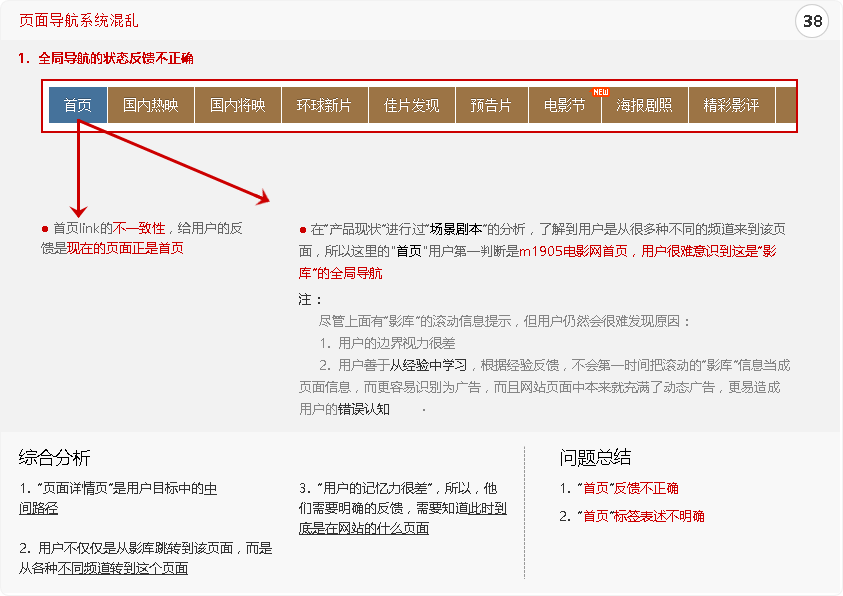 页面导航系统混乱
38
1. 全局导航的状态反馈不正确
首页 国内热映 国内将映 环球新片 佳片发现 预告片 电影节 NEW 海报剧照 精彩影评
● 首页link的不一致性，给用户的反
馈是现在的页面正是首页
● 在"产品现状"进行过"场景剧本"的分析，了解到用户是从很多种不同的频道来到该页
面，所以这里的"首页"用户第一判断是m1905电影网首页，用户很难意识到这是"影
库"的全局导航
注：
尽管上面有"影库"的滚动信息提示，但用户仍然会很难发现原因：
1. 用户的边界视力很差
2. 用户善于从经验中学习，根据经验反馈，不会第一时间把滚动的"影库"信息当成
页面信息，而更容易识别为广告，而且网站页面中本来就充满了动态广告，更易造成
用户的错误认知 .
综合分析
1. "页面详情页"是用户目标中的中
间路径
2. 用户不仅仅是从影库跳转到该页面，而是
从各种不同频道转到这个页面
3. "用户的记忆力很差"，所以，他
们需要明确的反馈，需要知道此时到
底是在网站的什么页面
问题总结
1. "首页"反馈不正确
2. "首页"标签表述不明确